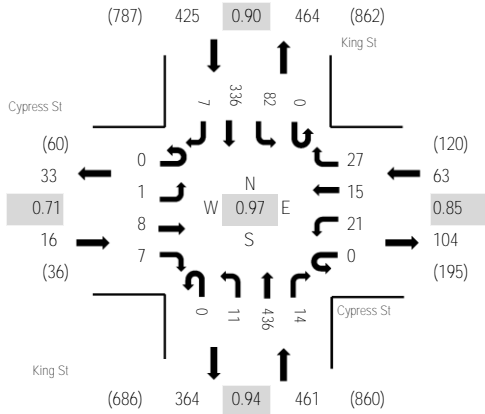 (787) 425 0.90 464 (862)
King St
Cypress St
7 336 82 0
(60)
33
0.71
16
(36)
0
1
8
7
N
W 0.97 E
S
27
15
21
0
(120)
63
0.85
104
(195)
0 11 436 14
Cypress St
King St
(686) 364 0.94 461 (860)